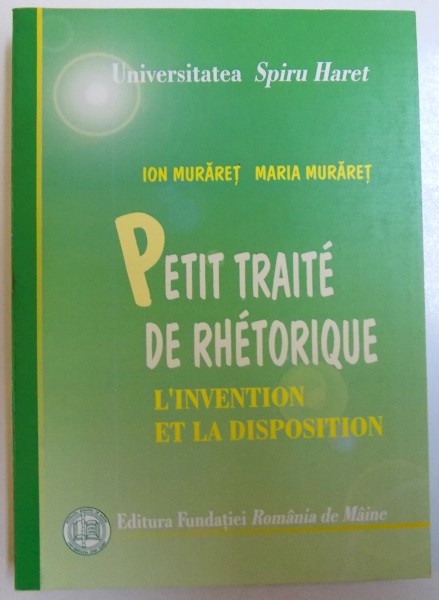 Universitatea Spiru Haret
ION MURĂREȚ MARIA MURĂREȚ
PETIT TRAITÉ
DE RHÉTORIQUE
L'INVENTION
ET LA DISPOSITION
Editura Fundației România de Mâine